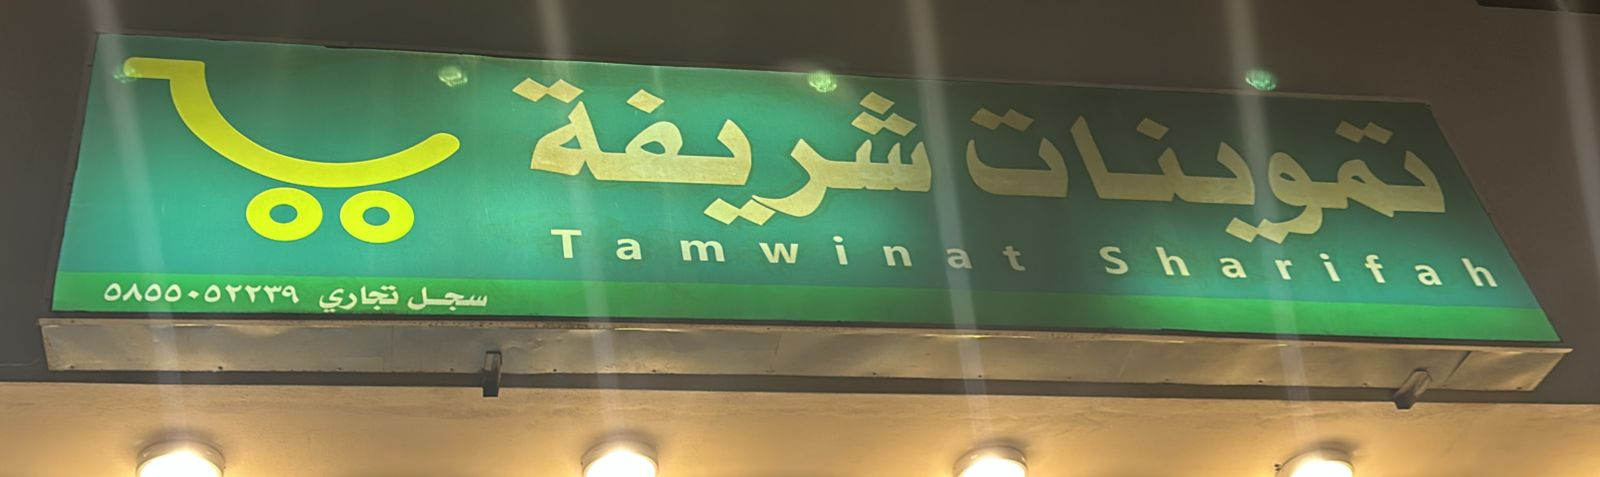 تموينات شريفة
Tamwinat Sharifah
سجل تجاري ٥٨٥٥٠٥٢٢٣٩